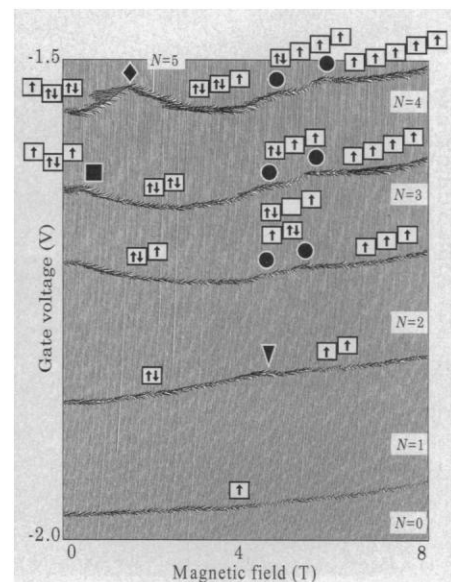 -1.5
N=5
↑ ↑↓ ↑↓
↑↓ ↑↓ ↑
↑↓ ↑ ↑ ↑
↑ ↑ ↑ ↑ ↑
N=4
↑ ↑↓ ↑
↑↓ ↑↓
↑↓ ↑ ↑
↑ ↑ ↑ ↑
N=3
↑↓ ↑
↑↓ ↑
↑ ↑↓
↑ ↑ ↑
Gate voltage (V)
N=2
↑↓
↑ ↑
N=1
↑
-2.0
N=0
0 4 8
Magnetic field (T)